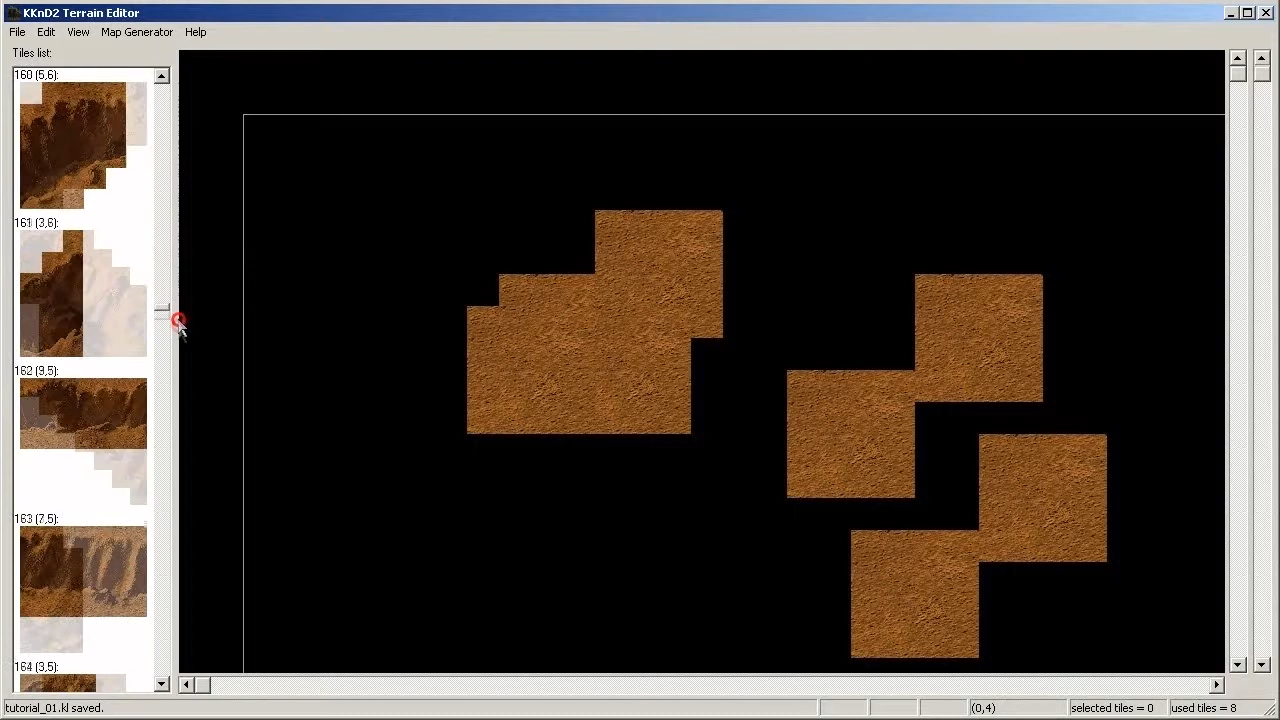 KKnD2 Terrain Editor
File Edit View Map Generator Help
Tiles list:
160 (5,6):
161 (3,6):
162 (9,5):
163 (7,5):
164 (3,5):
tutorial_01.kl saved.
(0,4)
selected tiles = 0
used tiles = 8